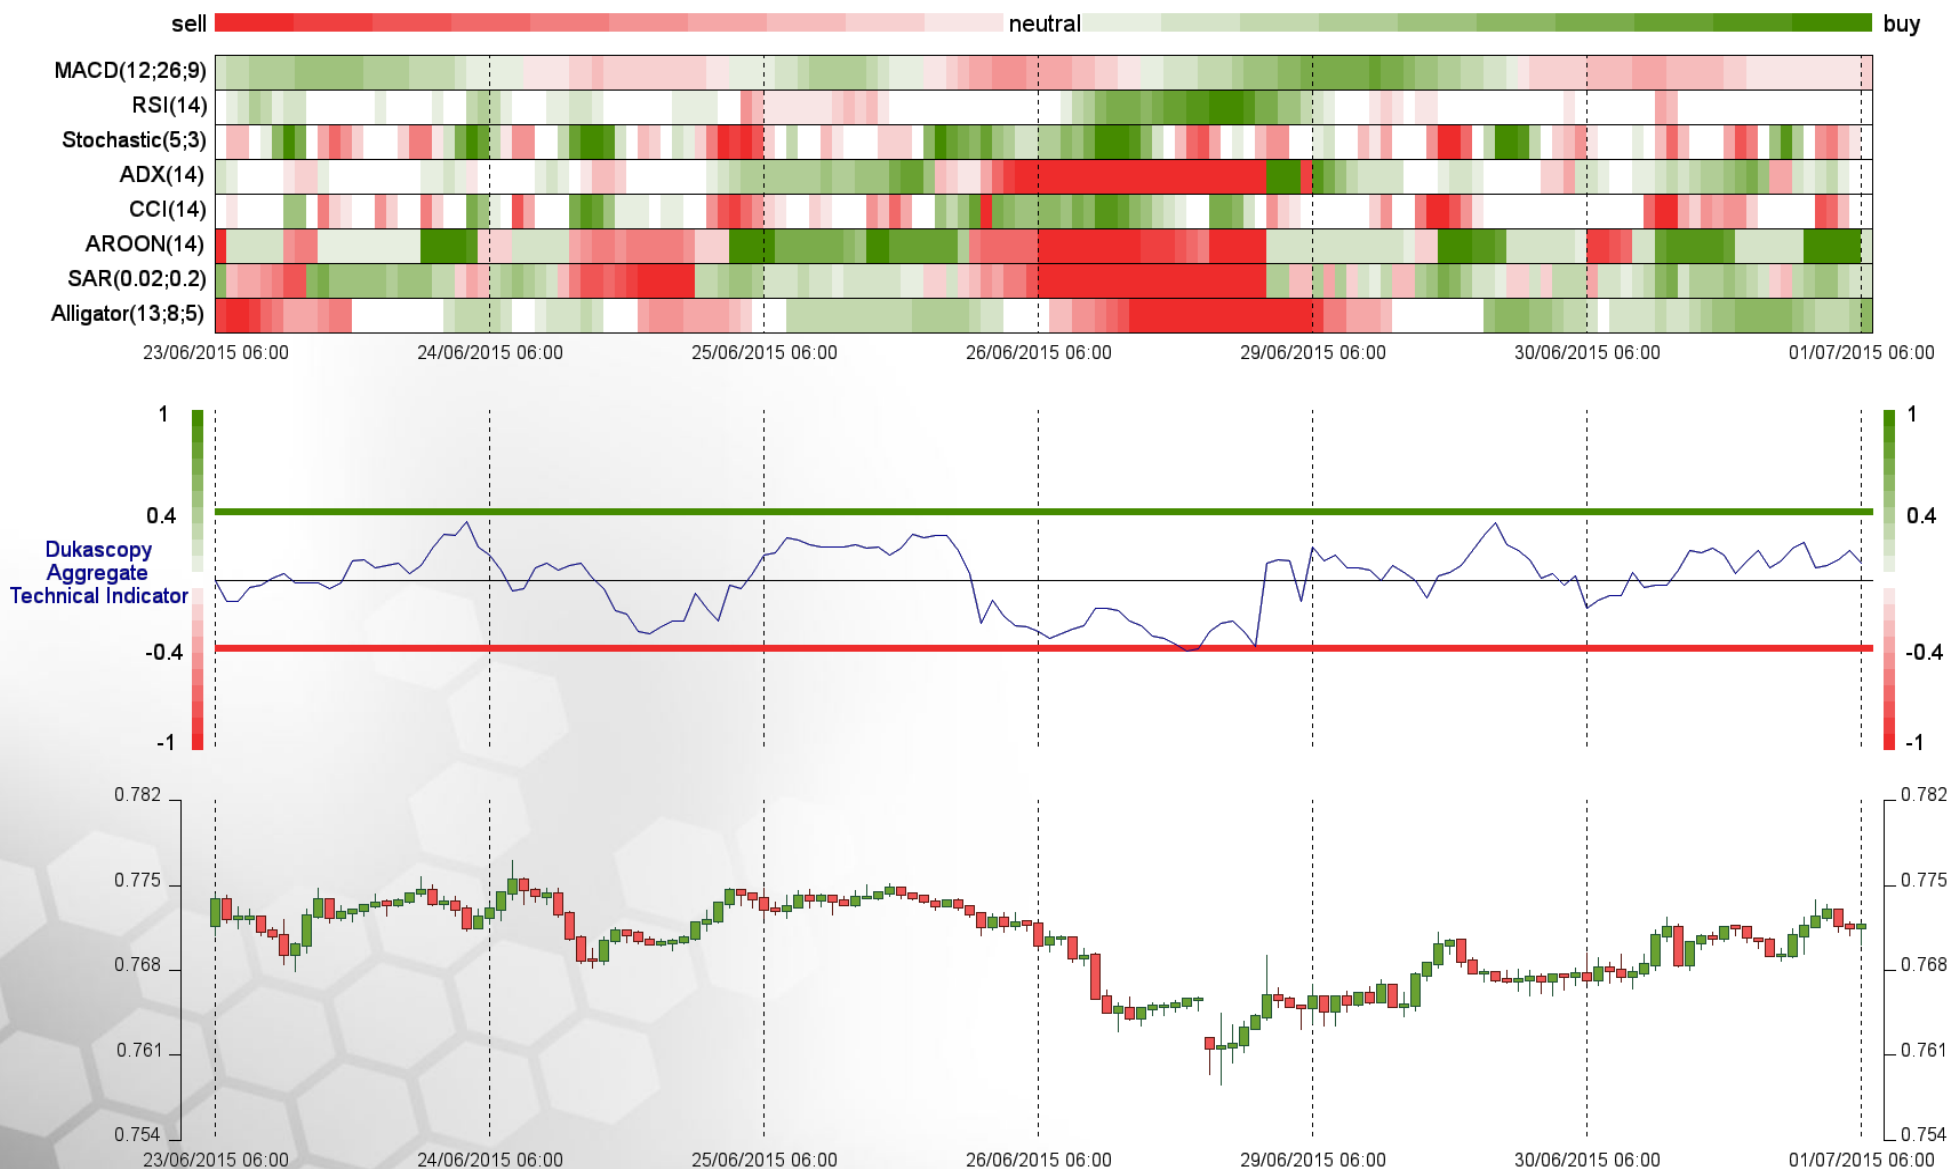 sell neutral buy
MACD(12;26;9)
RSI(14)
Stochastic(5;3)
ADX(14)
CCI(14)
AROON(14)
SAR(0.02;0.2)
Alligator(13;8;5)
23/06/2015 06:00 24/06/2015 06:00 25/06/2015 06:00 26/06/2015 06:00 29/06/2015 06:00 30/06/2015 06:00 01/07/2015 06:00
1 1
0.4 0.4
Dukascopy
Aggregate
Technical Indicator
-0.4 -0.4
-1 -1
0.782 0.782
0.775 0.775
0.768 0.768
0.761 0.761
0.754 0.754
23/06/2015 06:00 24/06/2015 06:00 25/06/2015 06:00 26/06/2015 06:00 29/06/2015 06:00 30/06/2015 06:00 01/07/2015 06:00